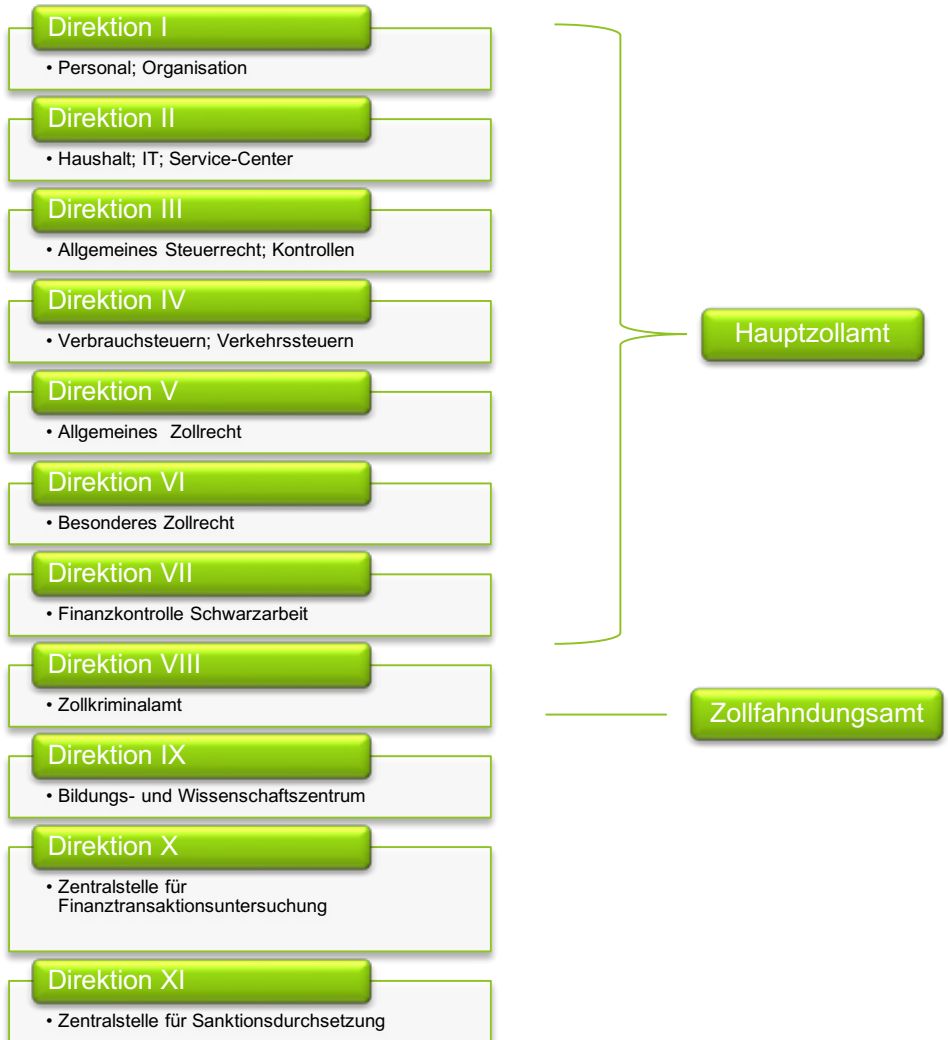 Direktion I
• Personal; Organisation
Direktion II
• Haushalt; IT; Service-Center
Direktion III
• Allgemeines Steuerrecht; Kontrollen
Direktion IV
• Verbrauchsteuern; Verkehrssteuern
Direktion V
• Allgemeines Zollrecht
Direktion VI
• Besonderes Zollrecht
Direktion VII
• Finanzkontrolle Schwarzarbeit
Direktion VIII
• Zollkriminalamt
Direktion IX
• Bildungs- und Wissenschaftszentrum
Direktion X
• Zentralstelle für
Finanztransaktionsuntersuchung
Direktion XI
• Zentralstelle für Sanktionsdurchsetzung
Hauptzollamt
Zollfahndungsamt